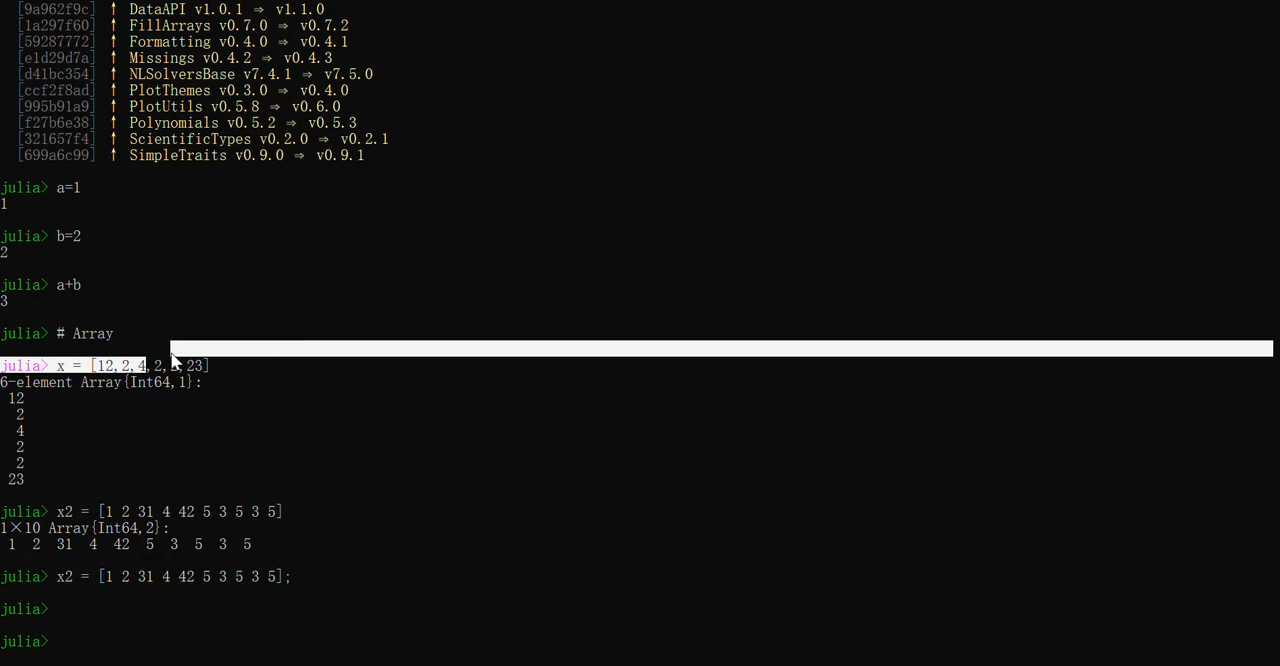 [9a962f9c] ↑ DataAPI v1.0.1 ⇒ v1.1.0
[1a297f60] ↑ FillArrays v0.7.0 ⇒ v0.7.2
[59287772] ↑ Formatting v0.4.0 ⇒ v0.4.1
[e1d29d7a] ↑ Missings v0.4.2 ⇒ v0.4.3
[d41bc354] ↑ NLSolversBase v7.4.1 ⇒ v7.5.0
[ccf2f8ad] ↑ PlotThemes v0.3.0 ⇒ v0.4.0
[995b91a9] ↑ PlotUtils v0.5.8 ⇒ v0.6.0
[f27b6e38] ↑ Polynomials v0.5.2 ⇒ v0.5.3
[321657f4] ↑ ScientificTypes v0.2.0 ⇒ v0.2.1
[699a6c99] ↑ SimpleTraits v0.9.0 ⇒ v0.9.1
julia> a=1
1
julia> b=2
2
julia> a+b
3
julia> # Array
julia> x = [12,2,4,2,2,23]
6-element Array{Int64,1}:
12
2
4
2
2
23
julia> x2 = [1 2 31 4 42 5 3 5 3 5]
1×10 Array{Int64,2}:
1 2 31 4 42 5 3 5 3 5
julia> x2 = [1 2 31 4 42 5 3 5 3 5];
julia>
julia>